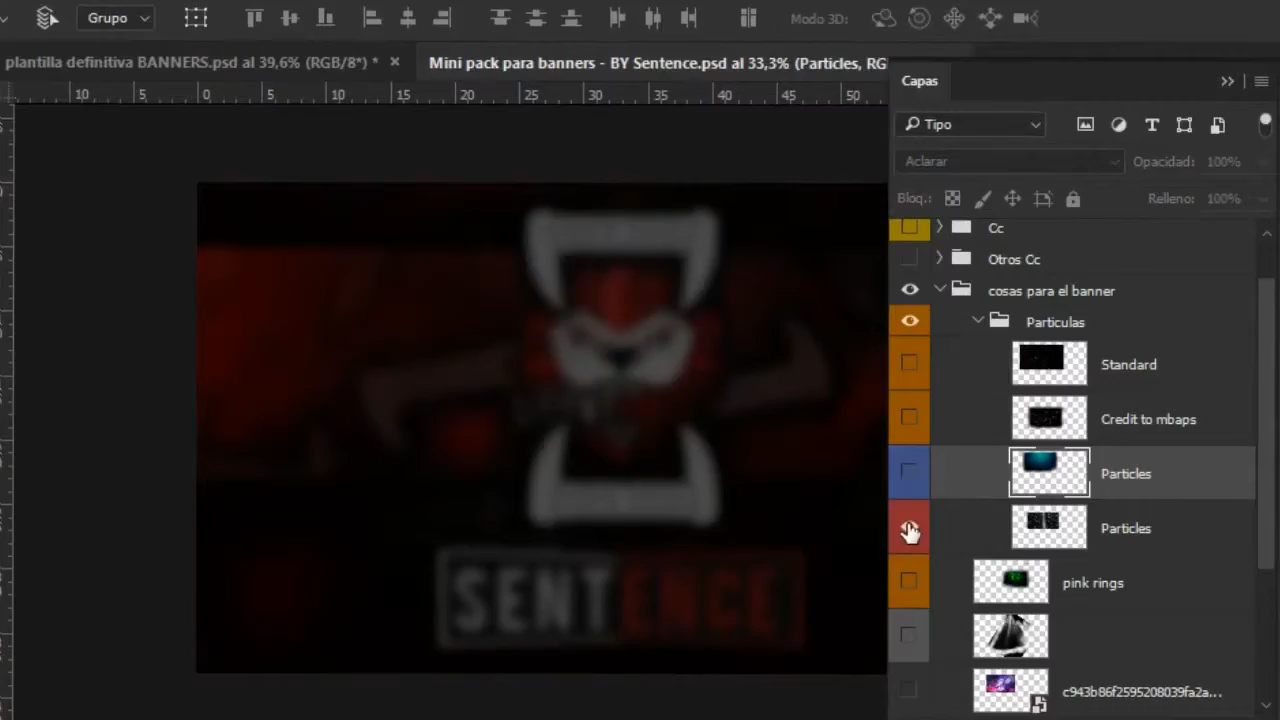 Grupo
Modo 3D:
plantilla definitiva BANNERS.psd al 39,6% (RGB/8*) *
Mini pack para banners - BY Sentence.psd al 33,3% (Particles, RG
10 5 0 5 10 15 20 25 30 35 40 45 50
Capas
Tipo
Aclarar
Opacidad: 100%
Bloq.:
Relleno: 100%
Cc
Otros Cc
cosas para el banner
Particulas
Standard
Credit to mbaps
Particles
Particles
pink rings
c943b86f2595208039fa2a...
SENTENCE